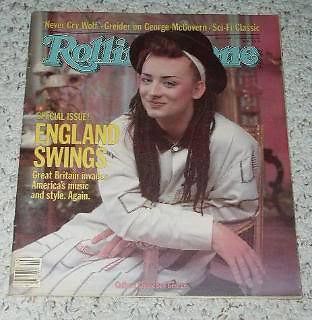 'Never Cry Wolf'·Greider on George McGovern·Sci-Fi Classic
Rolling Stone
SPECIAL ISSUE!
ENGLAND
SWINGS
Great Britain invades
America's music
and style. Again.